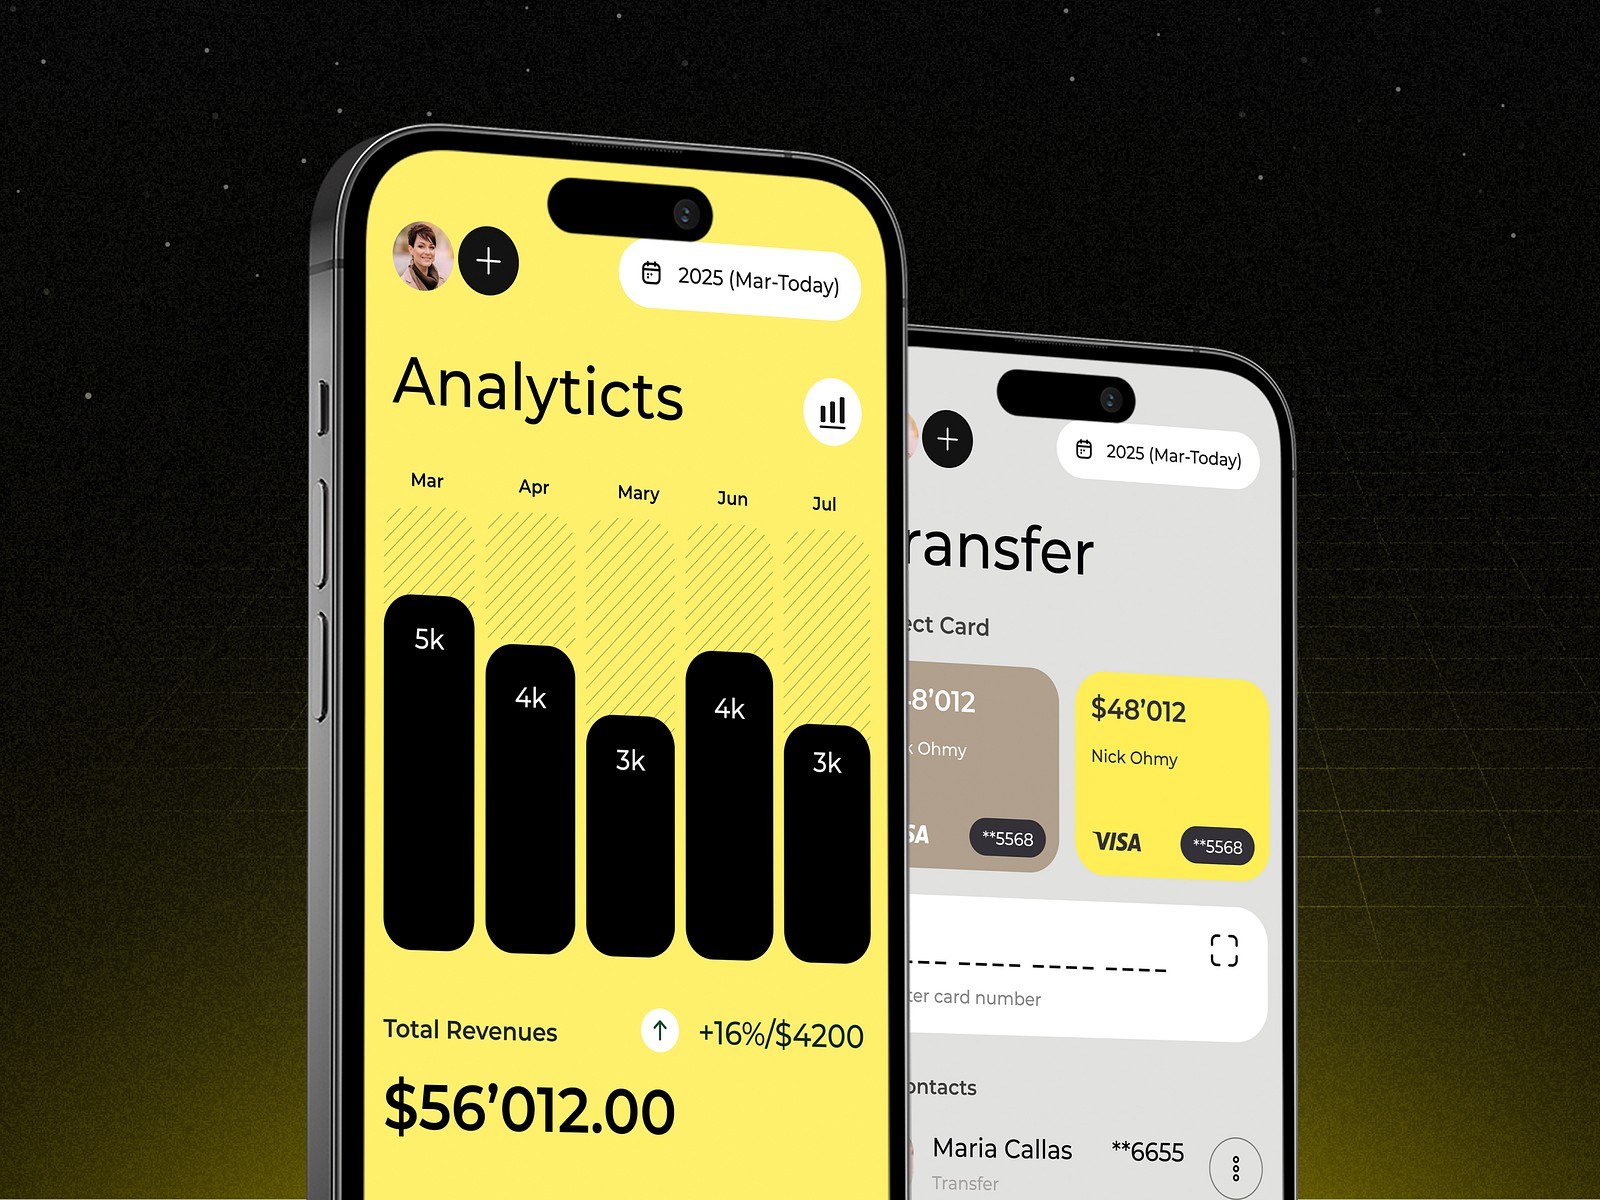 2025 (Mar-Today)
Analyticts
Mar Apr Mary Jun Jul
5k 4k 3k 4k 3k
Total Revenues +16%/$4200
$56’012.00
2025 (Mar-Today)
ransfer
ect Card
8’012 $48’012
k Ohmy Nick Ohmy
SA **5568 VISA **5568
ter card number
ontacts
Maria Callas **6655
Transfer